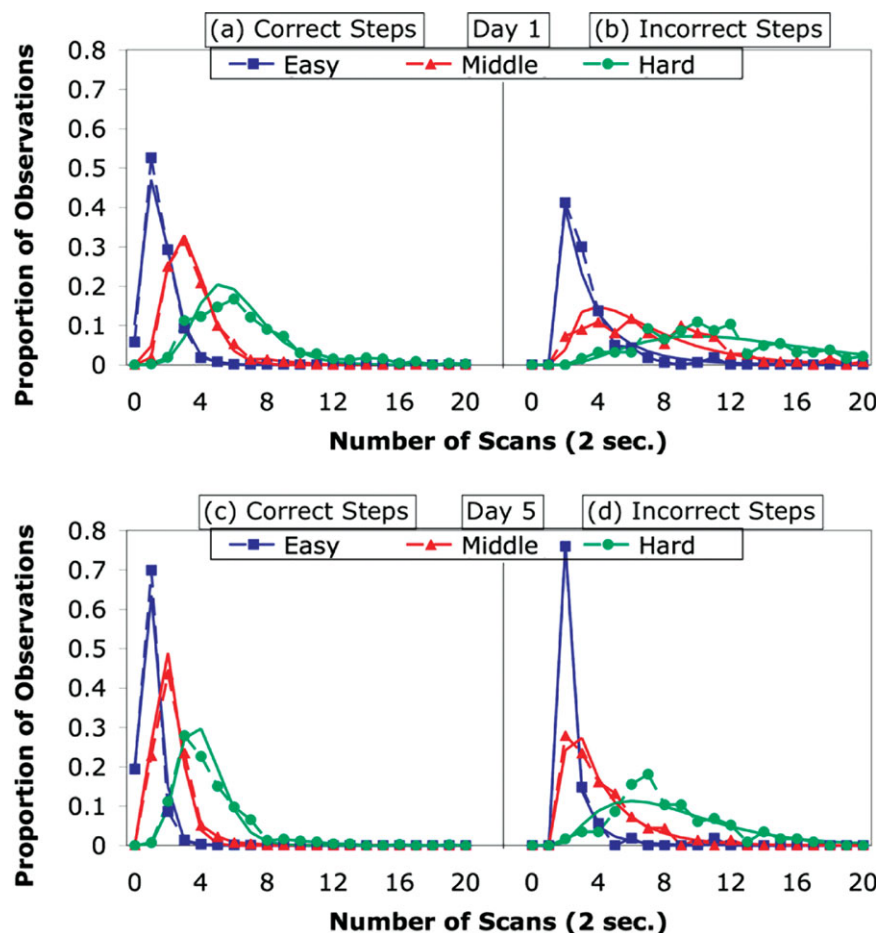 (a) Correct Steps Day 1 (b) Incorrect Steps
Easy Middle Hard
Proportion of Observations
0.8
0.7
0.6
0.5
0.4
0.3
0.2
0.1
0
0 4 8 12 16 20 0 4 8 12 16 20
Number of Scans (2 sec.)
(c) Correct Steps Day 5 (d) Incorrect Steps
Easy Middle Hard
Proportion of Observations
0.8
0.7
0.6
0.5
0.4
0.3
0.2
0.1
0
0 4 8 12 16 20 0 4 8 12 16 20
Number of Scans (2 sec.)